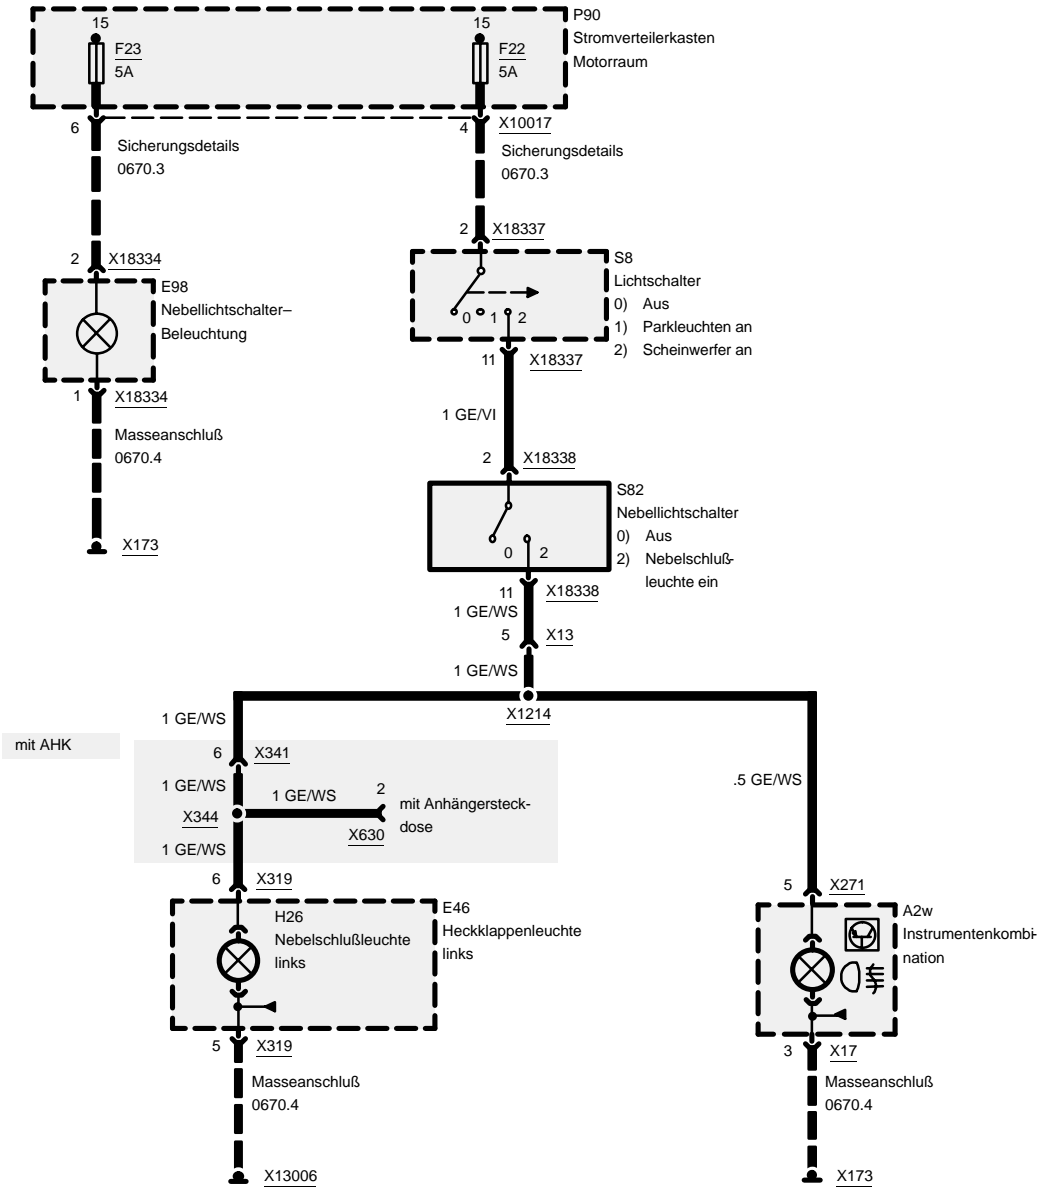 P90
Stromverteilerkasten
Motorraum
15
F23
5A
15
F22
5A
6
4
X10017
Sicherungsdetails
0670.3
Sicherungsdetails
0670.3
2
X18334
2
X18337
E98
Nebellichtschalter–
Beleuchtung
S8
Lichtschalter
0) Aus
1) Parkleuchten an
2) Scheinwerfer an
0 1 2
1
X18334
11
X18337
Masseanschluß
0670.4
1 GE/VI
X173
2
X18338
S82
Nebellichtschalter
0) Aus
2) Nebelschluß-
leuchte ein
0 2
11
X18338
1 GE/WS
5
X13
1 GE/WS
X1214
1 GE/WS
mit AHK
6
X341
1 GE/WS
1 GE/WS
2
mit Anhängersteck-
dose
X344
X630
1 GE/WS
.5 GE/WS
6
X319
5
X271
H26
Nebelschlußleuchte
links
E46
Heckklappenleuchte
links
A2w
Instrumentenkombi-
nation
5
X319
3
X17
Masseanschluß
0670.4
Masseanschluß
0670.4
X13006
X173